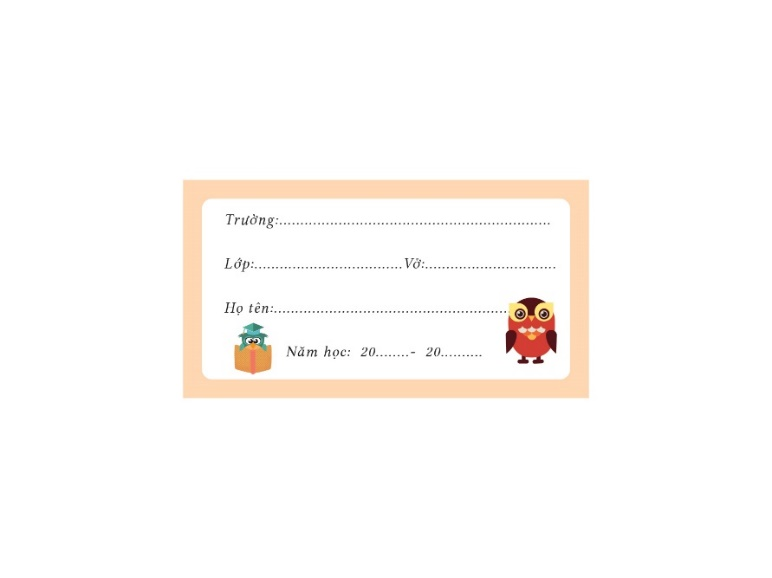 Trường:................................................................
Lớp:...................................Vở:...............................
Họ tên:.......................................................
Năm học: 20........- 20..........